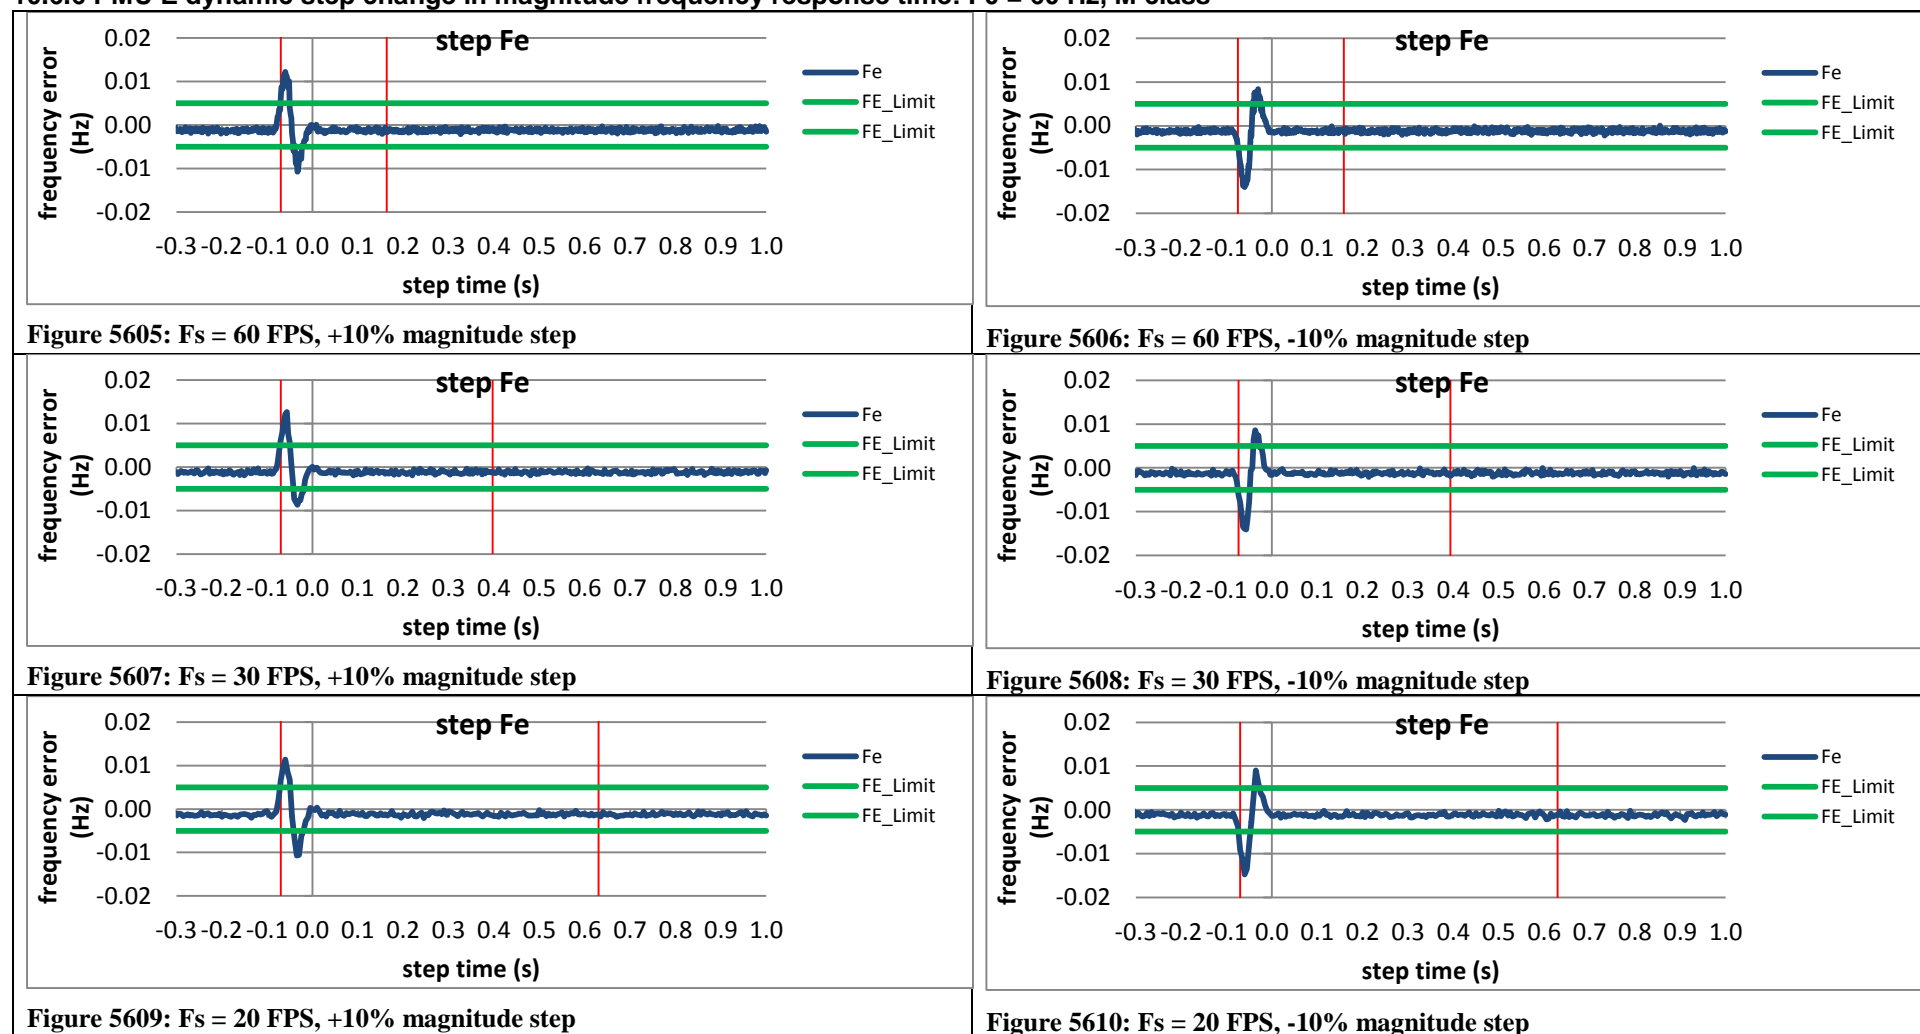 step Fe
0.02
0.01
0.00
-0.01
-0.02
frequency error
(Hz)
-0.3 -0.2 -0.1 0.0 0.1 0.2 0.3 0.4 0.5 0.6 0.7 0.8 0.9 1.0
step time (s)
Fe
FE_Limit
FE_Limit
Figure 5605: Fs = 60 FPS, +10% magnitude step
step Fe
0.02
0.01
0.00
-0.01
-0.02
frequency error
(Hz)
-0.3 -0.2 -0.1 0.0 0.1 0.2 0.3 0.4 0.5 0.6 0.7 0.8 0.9 1.0
step time (s)
Fe
FE_Limit
FE_Limit
Figure 5606: Fs = 60 FPS, -10% magnitude step
step Fe
0.02
0.01
0.00
-0.01
-0.02
frequency error
(Hz)
-0.3 -0.2 -0.1 0.0 0.1 0.2 0.3 0.4 0.5 0.6 0.7 0.8 0.9 1.0
step time (s)
Fe
FE_Limit
FE_Limit
Figure 5607: Fs = 30 FPS, +10% magnitude step
step Fe
0.02
0.01
0.00
-0.01
-0.02
frequency error
(Hz)
-0.3 -0.2 -0.1 0.0 0.1 0.2 0.3 0.4 0.5 0.6 0.7 0.8 0.9 1.0
step time (s)
Fe
FE_Limit
FE_Limit
Figure 5608: Fs = 30 FPS, -10% magnitude step
step Fe
0.02
0.01
0.00
-0.01
-0.02
frequency error
(Hz)
-0.3 -0.2 -0.1 0.0 0.1 0.2 0.3 0.4 0.5 0.6 0.7 0.8 0.9 1.0
step time (s)
Fe
FE_Limit
FE_Limit
Figure 5609: Fs = 20 FPS, +10% magnitude step
step Fe
0.02
0.01
0.00
-0.01
-0.02
frequency error
(Hz)
-0.3 -0.2 -0.1 0.0 0.1 0.2 0.3 0.4 0.5 0.6 0.7 0.8 0.9 1.0
step time (s)
Fe
FE_Limit
FE_Limit
Figure 5610: Fs = 20 FPS, -10% magnitude step